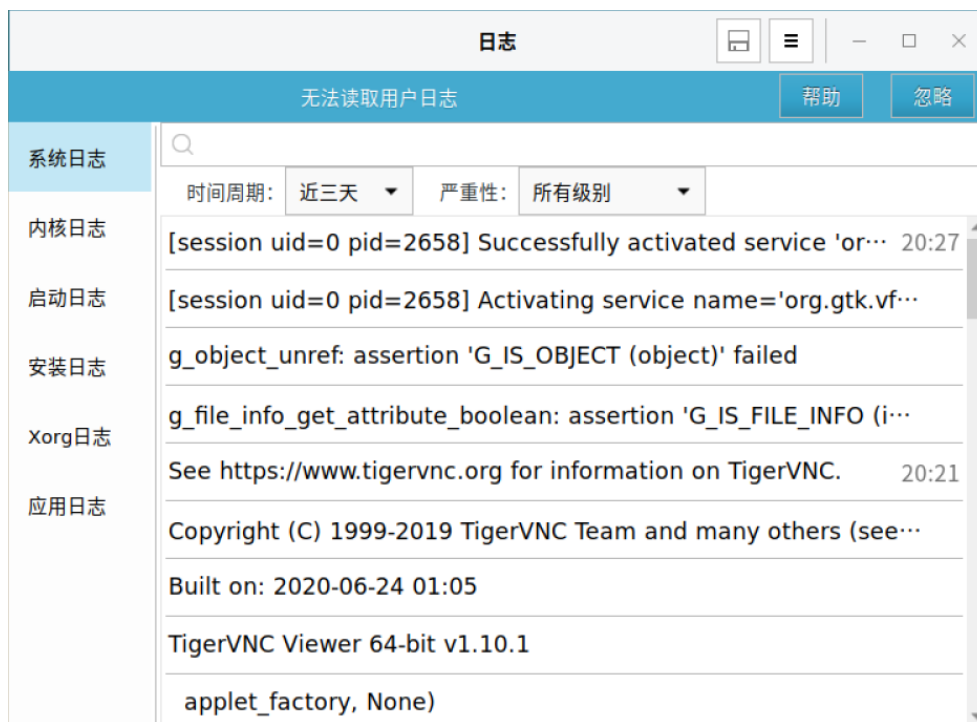 日志
无法读取用户日志 帮助 忽略
系统日志
内核日志
启动日志
安装日志
Xorg日志
应用日志
时间周期： 近三天 严重性： 所有级别
[session uid=0 pid=2658] Successfully activated service 'or··· 20:27
[session uid=0 pid=2658] Activating service name='org.gtk.vf···
g_object_unref: assertion 'G_IS_OBJECT (object)' failed
g_file_info_get_attribute_boolean: assertion 'G_IS_FILE_INFO (i···
See https://www.tigervnc.org for information on TigerVNC. 20:21
Copyright (C) 1999-2019 TigerVNC Team and many others (see···
Built on: 2020-06-24 01:05
TigerVNC Viewer 64-bit v1.10.1
applet_factory, None)